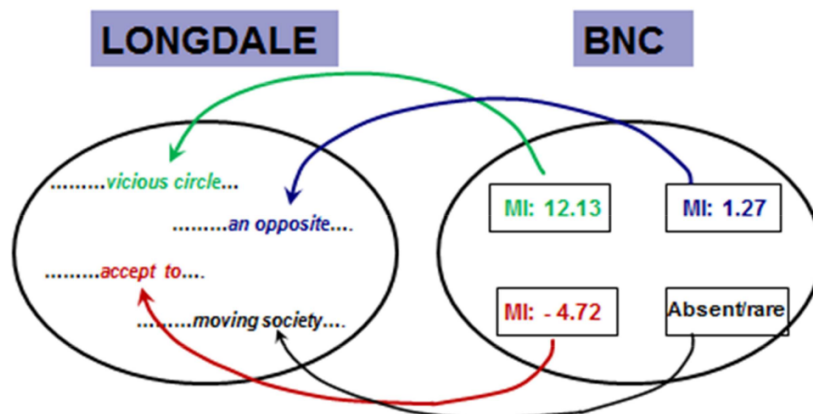 LONGDALE
BNC
.........vicious circle...
.........an opposite....
.........accept to....
.........moving society....
MI: 12.13
MI: 1.27
MI: - 4.72
Absent/rare